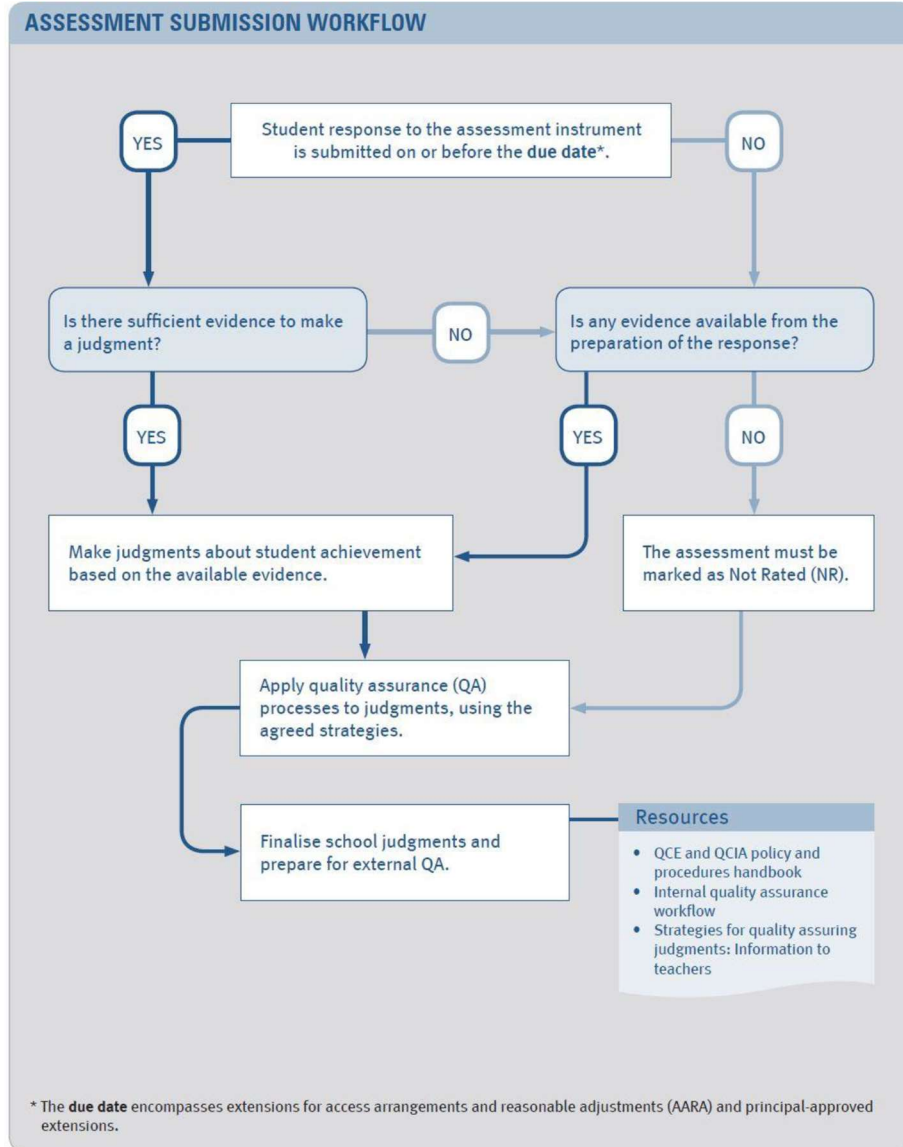 ASSESSMENT SUBMISSION WORKFLOW
YES
Student response to the assessment instrument
is submitted on or before the due date*.
NO
Is there sufficient evidence to make
a judgment?
NO
Is any evidence available from the
preparation of the response?
YES
YES
NO
Make judgments about student achievement
based on the available evidence.
The assessment must be
marked as Not Rated (NR).
Apply quality assurance (QA)
processes to judgments, using the
agreed strategies.
Finalise school judgments and
prepare for external QA.
Resources
• QCE and QCIA policy and
procedures handbook
• Internal quality assurance
workflow
• Strategies for quality assuring
judgments: Information to
teachers
* The due date encompasses extensions for access arrangements and reasonable adjustments (AARA) and principal-approved
extensions.